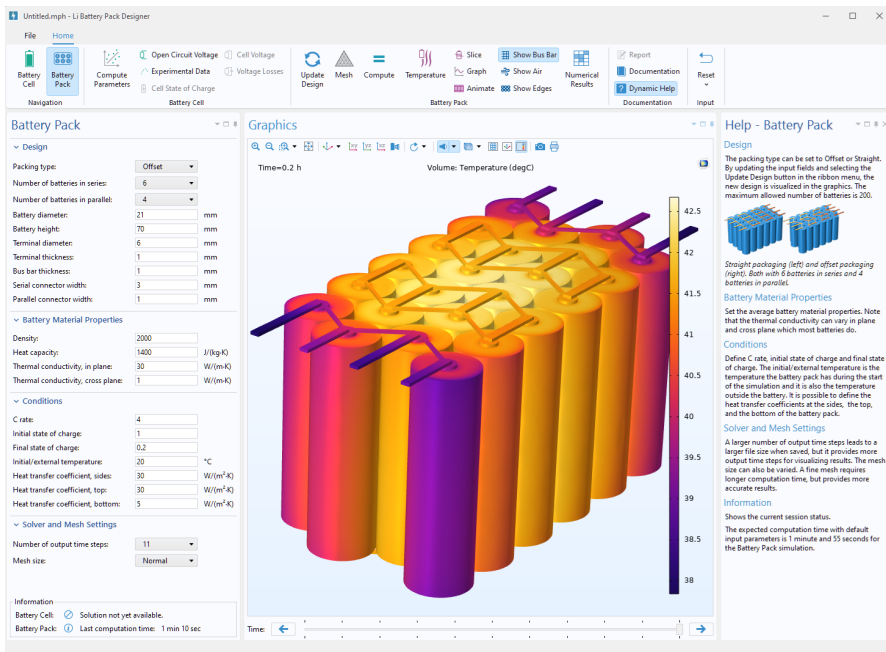 Untitled.mph - Li Battery Pack Designer
File Home
Battery Cell
Battery Pack
Navigation
Compute Parameters
Open Circuit Voltage
Experimental Data
Cell State of Charge
Cell Voltage
Voltage Losses
Battery Cell
Update Design
Mesh
Compute
Temperature
Slice
Graph
Animate
Show Bus Bar
Show Air
Show Edges
Numerical Results
Battery Pack
Report
Documentation
Dynamic Help
Documentation
Reset
Input
Battery Pack
Design
Packing type: Offset
Number of batteries in series: 6
Number of batteries in parallel: 4
Battery diameter: 21 mm
Battery height: 70 mm
Terminal diameter: 6 mm
Terminal thickness: 1 mm
Bus bar thickness: 1 mm
Serial connector width: 3 mm
Parallel connector width: 1 mm
Battery Material Properties
Density: 2000
Heat capacity: 1400 J/(kg·K)
Thermal conductivity, in plane: 30 W/(m·K)
Thermal conductivity, cross plane: 1 W/(m·K)
Conditions
C rate: 4
Initial state of charge: 1
Final state of charge: 0.2
Initial/external temperature: 20 °C
Heat transfer coefficient, sides: 30 W/(m²·K)
Heat transfer coefficient, top: 30 W/(m²·K)
Heat transfer coefficient, bottom: 5 W/(m²·K)
Solver and Mesh Settings
Number of output time steps: 11
Mesh size: Normal
Information
Battery Cell: Solution not yet available.
Battery Pack: Last computation time: 1 min 10 sec
Graphics
Time=0.2 h Volume: Temperature (degC)
42.5
42
41.5
41
40.5
40
39.5
39
38.5
38
Time:
Help - Battery Pack
Design
The packing type can be set to Offset or Straight.
By updating the input fields and selecting the
Update Design button in the ribbon menu, the
new design is visualized in the graphics. The
maximum allowed number of batteries is 200.
Straight packaging (left) and offset packaging
(right). Both with 6 batteries in series and 4
batteries in parallel.
Battery Material Properties
Set the average battery material properties. Note
that the thermal conductivity can vary in plane
and cross plane which most batteries do.
Conditions
Define C rate, initial state of charge and final state
of charge. The initial/external temperature is the
temperature the battery pack has during the start
of the simulation and it is also the temperature
outside the battery. It is possible to define the
heat transfer coefficients at the sides, the top,
and the bottom of the battery pack.
Solver and Mesh Settings
A larger number of output time steps leads to a
larger file size when saved, but it provides more
output time steps for visualizing results. The mesh
size can also be varied. A fine mesh requires
longer computation time, but provides more
accurate results.
Information
Shows the current session status.
The expected computation time with default
input parameters is 1 minute and 55 seconds for
the Battery Pack simulation.